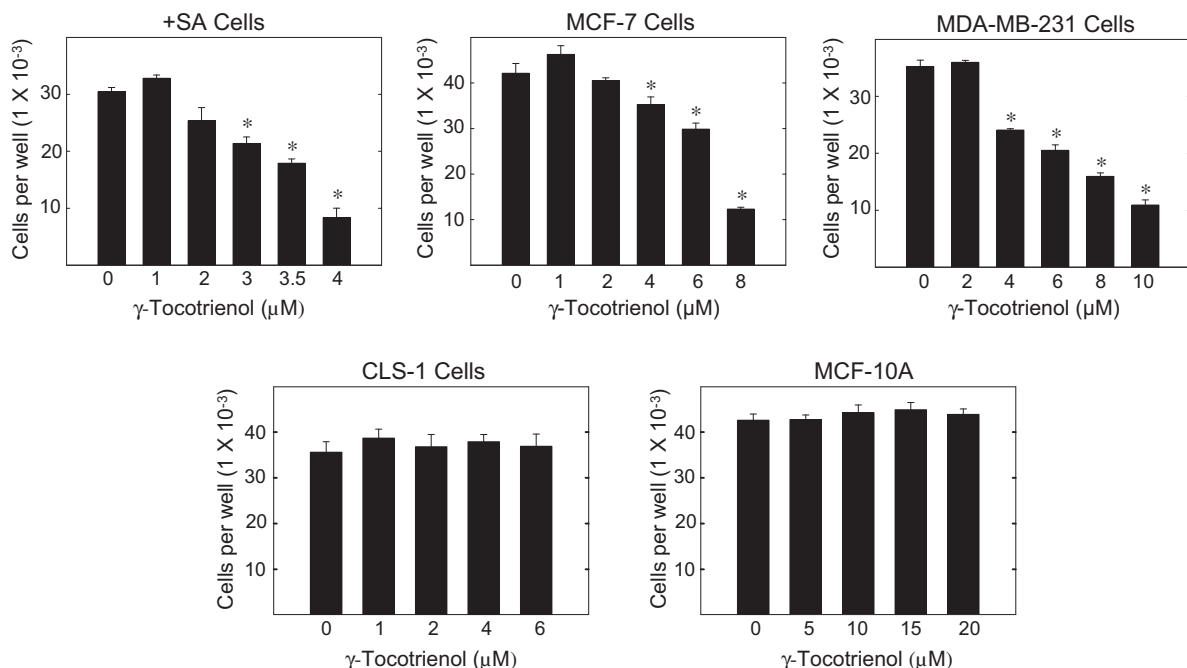 +SA Cells
Cells per well (1 X 10⁻³)
30
20
10
* * *
0 1 2 3 3.5 4
γ-Tocotrienol (μM)
MCF-7 Cells
Cells per well (1 X 10⁻³)
40
30
20
10
* * *
0 1 2 4 6 8
γ-Tocotrienol (μM)
MDA-MB-231 Cells
Cells per well (1 X 10⁻³)
30
20
10
* * * *
0 2 4 6 8 10
γ-Tocotrienol (μM)
CLS-1 Cells
Cells per well (1 X 10⁻³)
40
30
20
10
0 1 2 4 6
γ-Tocotrienol (μM)
MCF-10A
Cells per well (1 X 10⁻³)
40
30
20
10
0 5 10 15 20
γ-Tocotrienol (μM)